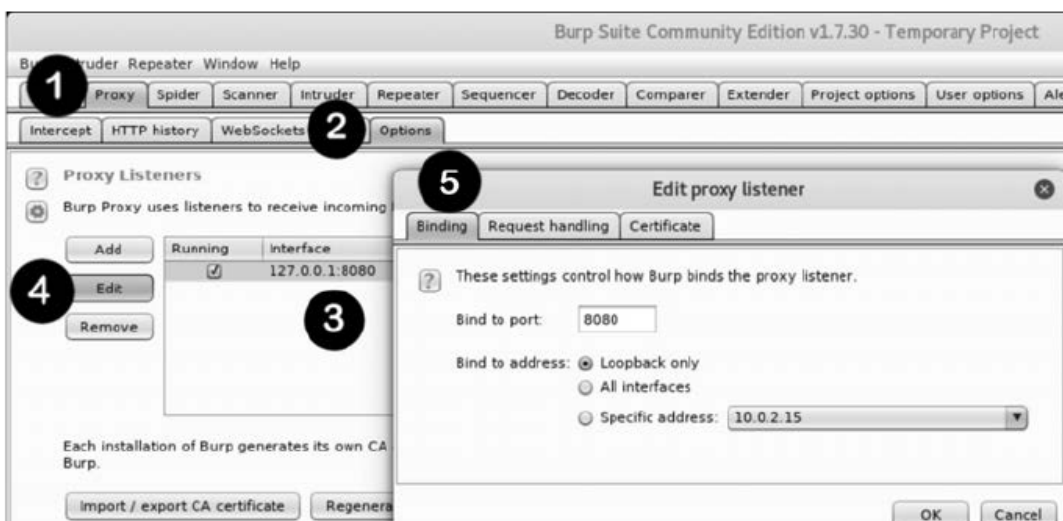 Burp Suite Community Edition v1.7.30 - Temporary Project
Repeater Window Help
1
Proxy Spider Scanner Intruder Repeater Sequencer Decoder Comparer Extender Project options User options
Intercept HTTP history WebSockets 2 Options
Proxy Listeners
Burp Proxy uses listeners to receive incoming
5
Edit proxy listener
Binding Request handling Certificate
Add Running Interface
127.0.0.1:8080
4 Edit
3
Remove
These settings control how Burp binds the proxy listener.
Bind to port: 8080
Bind to address: Loopback only
All interfaces
Specific address: 10.0.2.15
Each installation of Burp generates its own CA
Burp.
Import / export CA certificate Regenera
OK Cancel